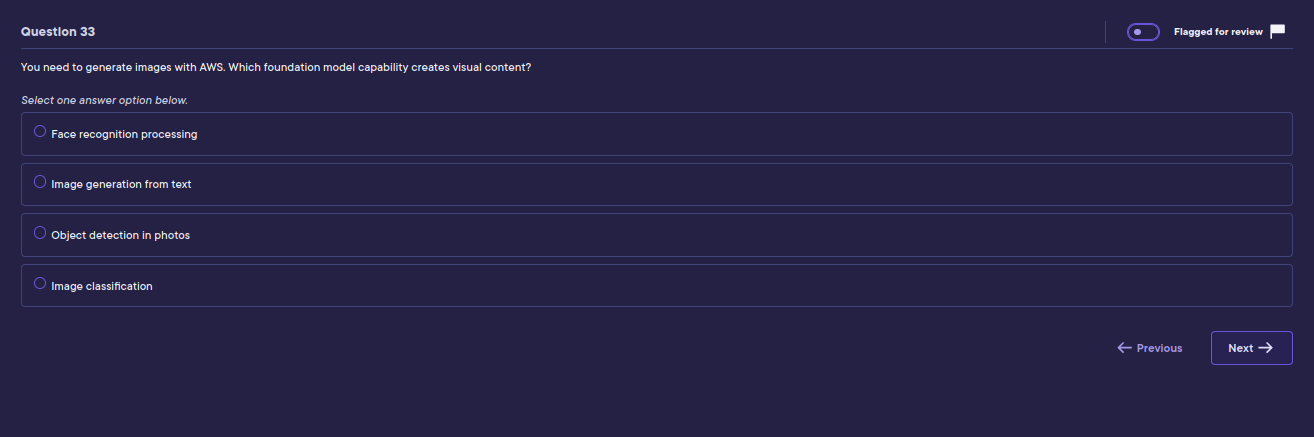 Question 33
Flagged for review
You need to generate images with AWS. Which foundation model capability creates visual content?
Select one answer option below.
Face recognition processing
Image generation from text
Object detection in photos
Image classification
Previous
Next